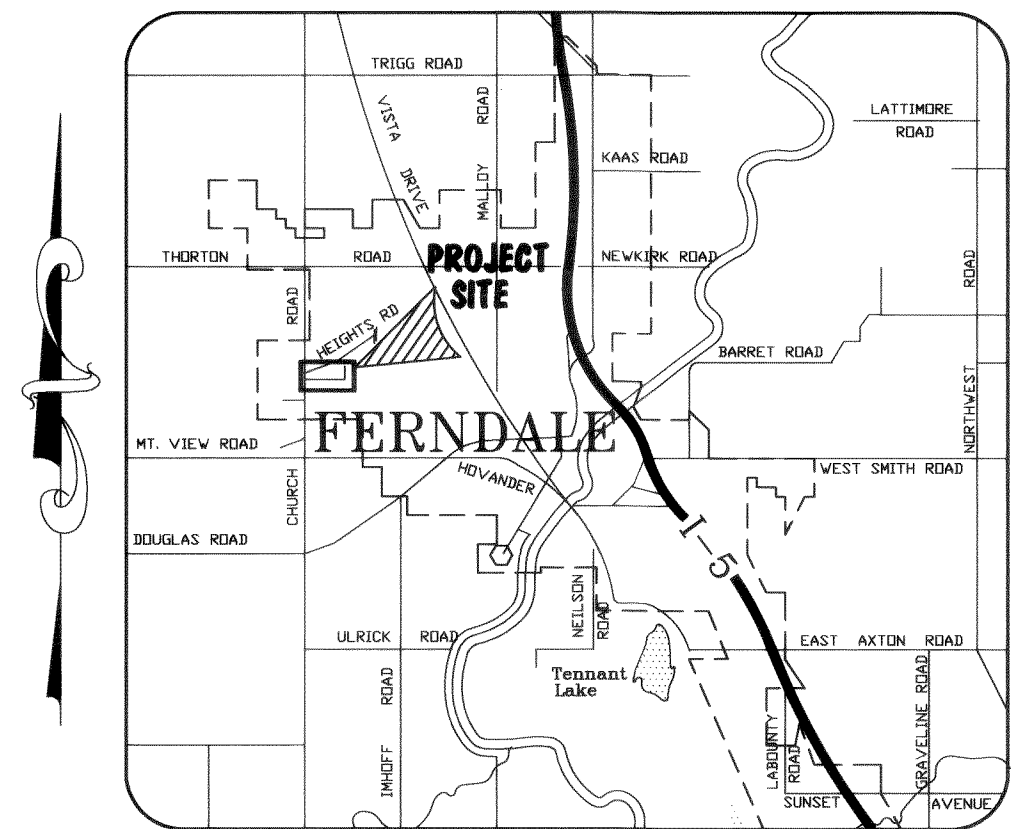 TRIGG ROAD
VISTA DRIVE
MALLOY ROAD
KAAS ROAD
LATTIMORE
ROAD
THORTON ROAD
PROJECT
SITE
NEWKIRK ROAD
ROAD
HEIGHTS RD
BARRET ROAD
NORTHWEST ROAD
FERNDALE
MT. VIEW ROAD
HOVANDER
WEST SMITH ROAD
CHURCH
DOUGLAS ROAD
I-5
NEILSON
ROAD
ULRICK ROAD
EAST AXTON ROAD
Tennant
Lake
IMHOFF ROAD
LABOUNTY
ROAD
GRAVELINE ROAD
SUNSET AVENUE